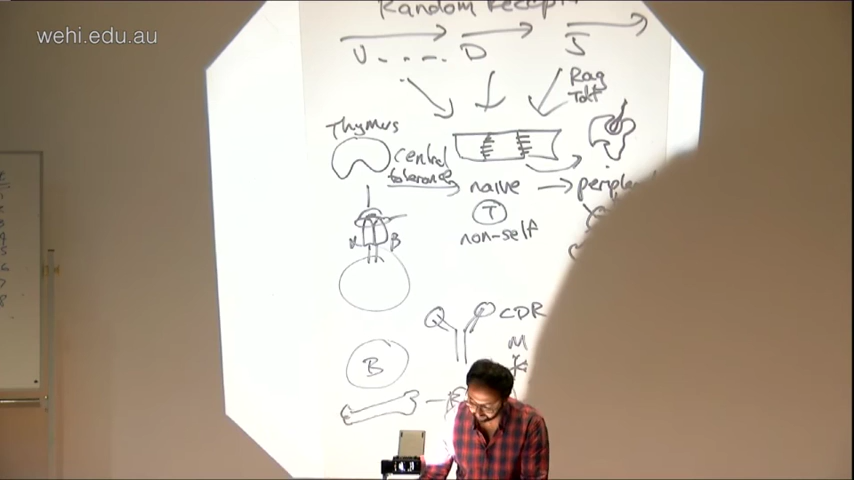 wehi.edu.au
Random Recept
V D J
Rag
TdT
Thymus
central
tolerance
naive
periphe
T
non-self
α β
CDR
M
B